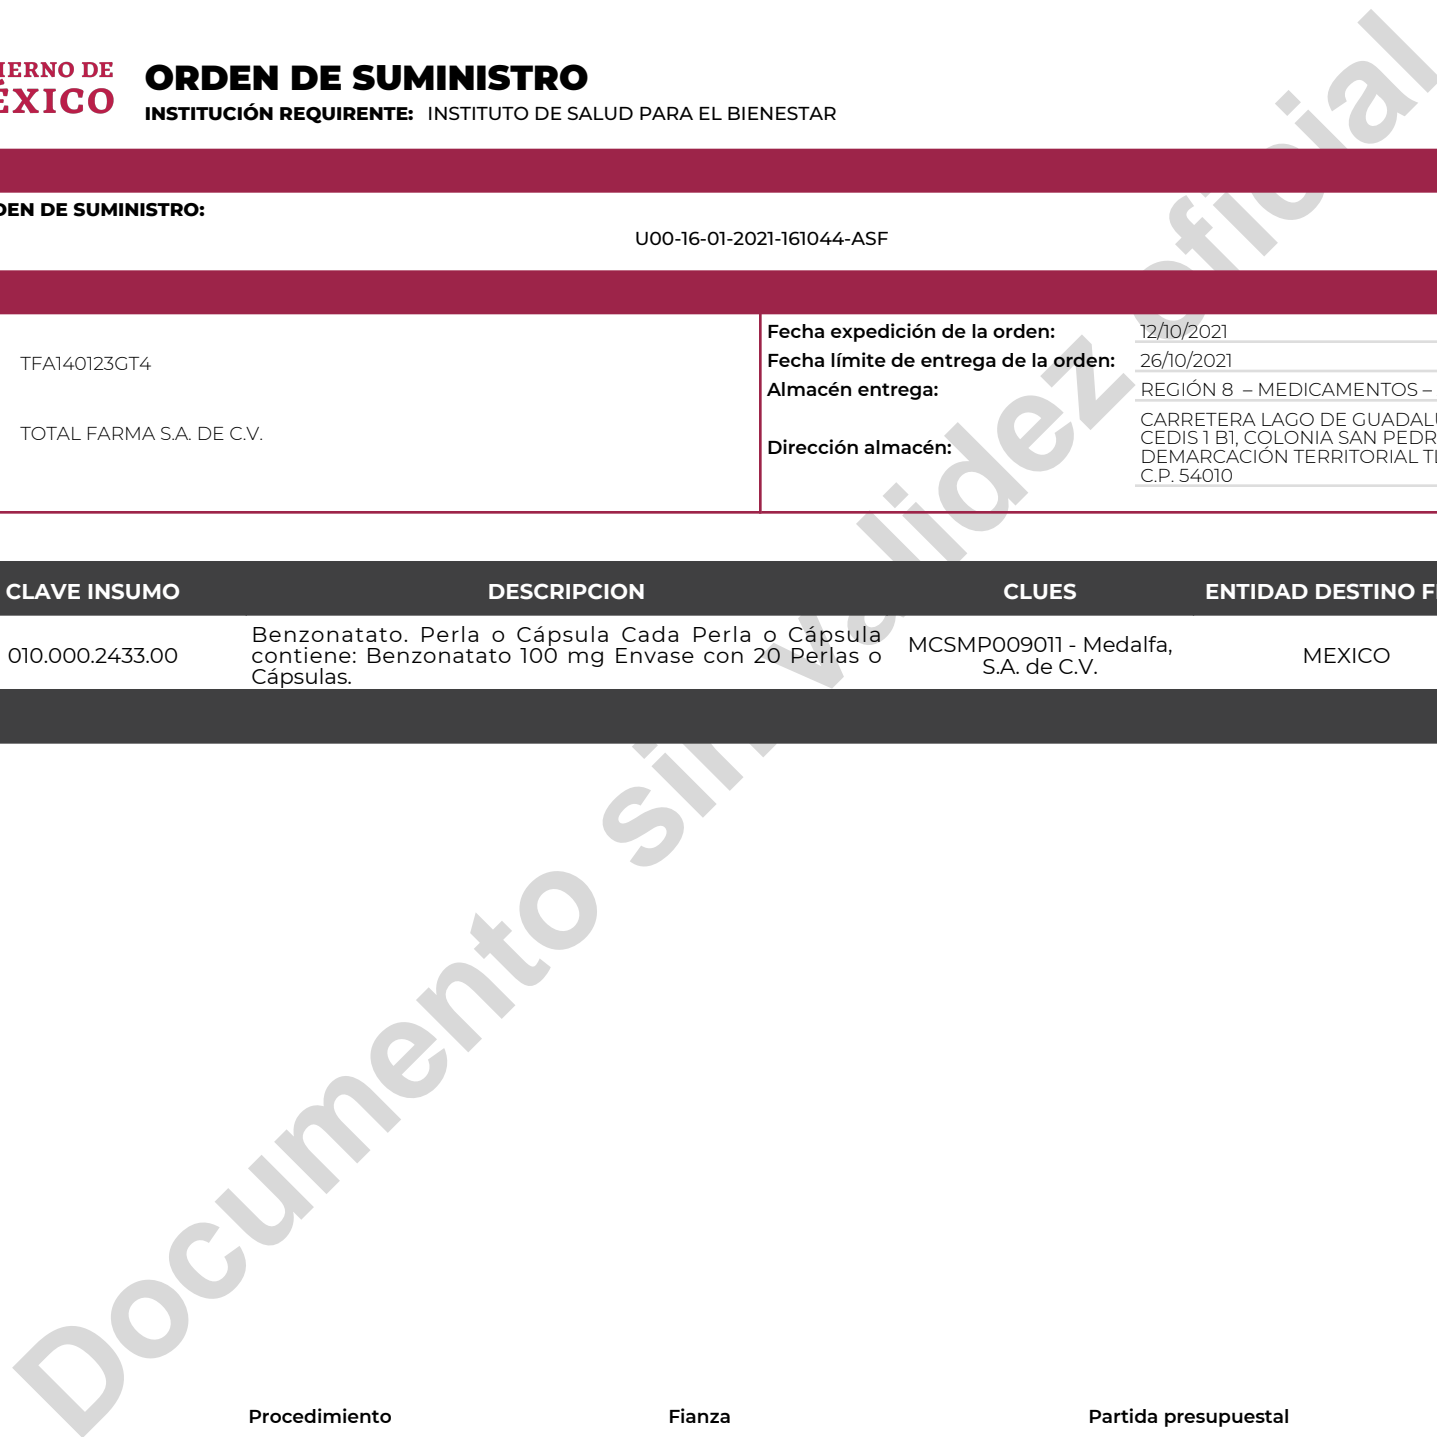 IERNO DE
ÉXICO
ORDEN DE SUMINISTRO
INSTITUCIÓN REQUIRENTE: INSTITUTO DE SALUD PARA EL BIENESTAR
DEN DE SUMINISTRO:
U00-16-01-2021-161044-ASF
TFA140123GT4
TOTAL FARMA S.A. DE C.V.
Fecha expedición de la orden: 12/10/2021
Fecha límite de entrega de la orden: 26/10/2021
Almacén entrega: REGIÓN 8 – MEDICAMENTOS –
Dirección almacén:
CARRETERA LAGO DE GUADALU
CEDIS 1 B1, COLONIA SAN PEDR
DEMARCACIÓN TERRITORIAL TL
C.P. 54010
CLAVE INSUMO DESCRIPCION CLUES ENTIDAD DESTINO FI
010.000.2433.00
Benzonatato. Perla o Cápsula Cada Perla o Cápsula
contiene: Benzonatato 100 mg Envase con 20 Perlas o
Cápsulas.
MCSMP009011 - Medalfa,
S.A. de C.V.
MEXICO
Documento sin validez oficial
Procedimiento Fianza Partida presupuestal